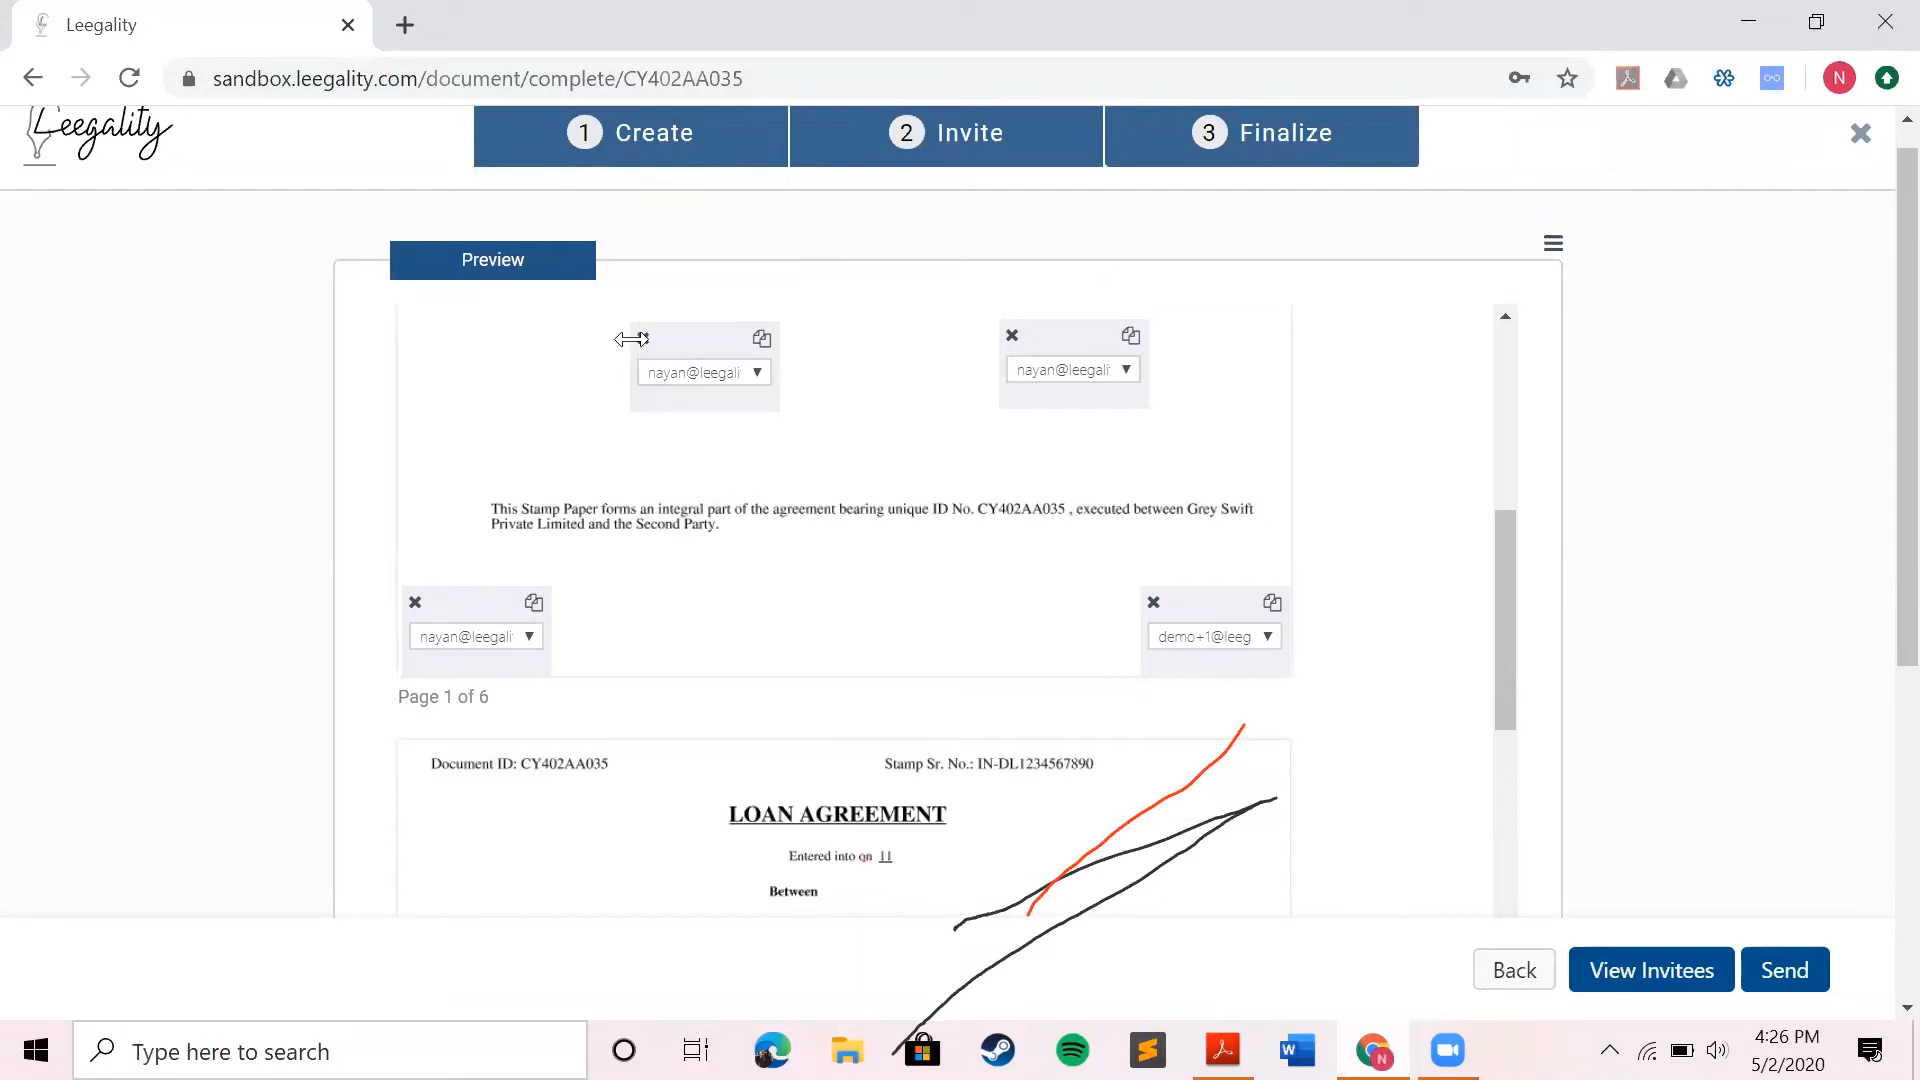 Leegality
sandbox.leegality.com/document/complete/CY402AA035
N
Leegality
1 Create
2 Invite
3 Finalize
Preview
nayan@leegali
nayan@leegali
This Stamp Paper forms an integral part of the agreement bearing unique ID No. CY402AA035 , executed between Grey Swift
Private Limited and the Second Party.
nayan@leegali
demo+1@leeg
Page 1 of 6
Document ID: CY402AA035
Stamp Sr. No.: IN-DL1234567890
LOAN AGREEMENT
Entered into on 11
Between
Back
View Invitees
Send
Type here to search
W
N
4:26 PM
5/2/2020